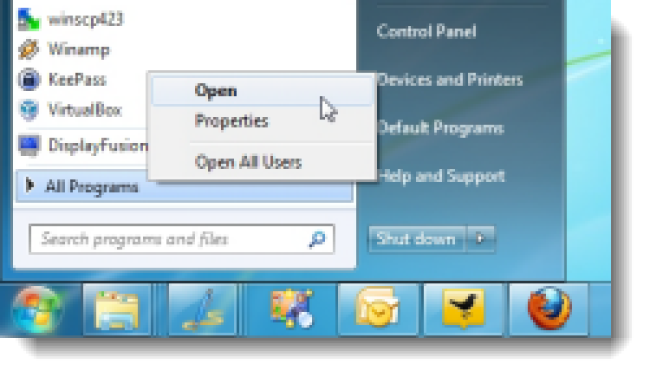 winscp423
Winamp
KeePass
VirtualBox
DisplayFusion
All Programs
Search programs and files
Open
Properties
Open All Users
Control Panel
Devices and Printers
Default Programs
Help and Support
Shut down